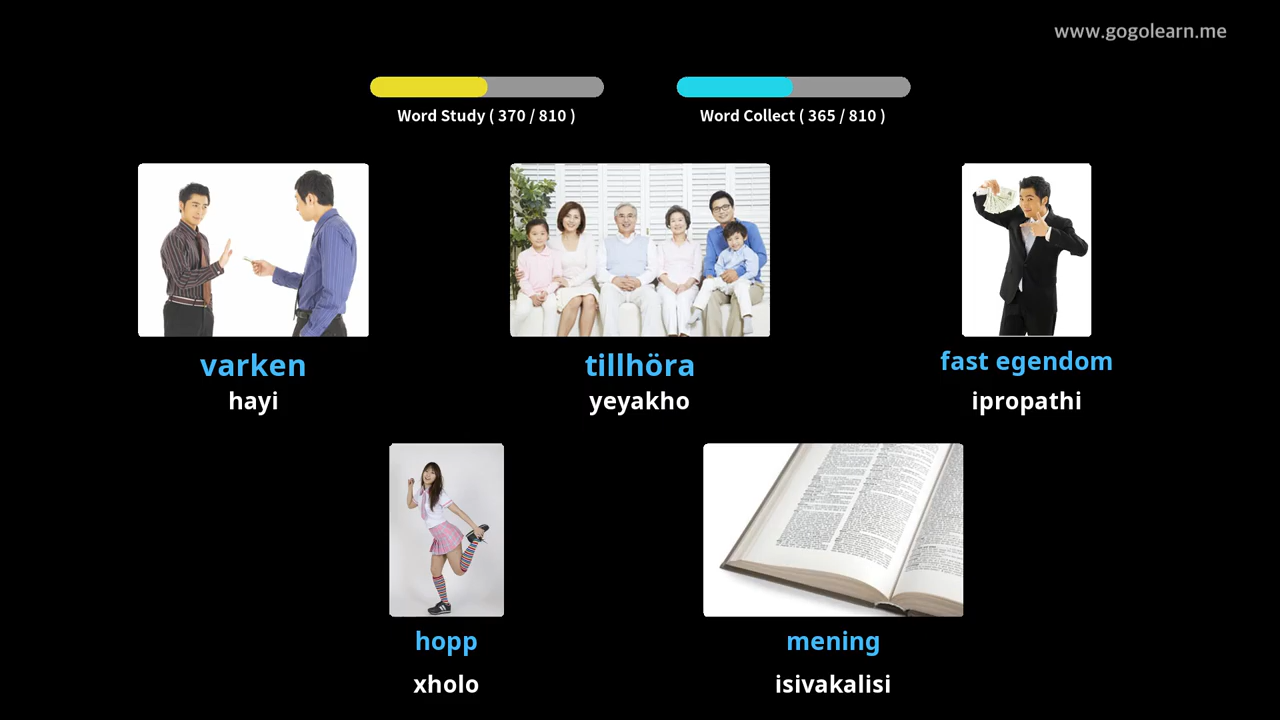 www.gogolearn.me
Word Study ( 370 / 810 )
Word Collect ( 365 / 810 )
varken
hayi
tillhöra
yeyakho
fast egendom
ipropathi
hopp
xholo
mening
isivakalisi